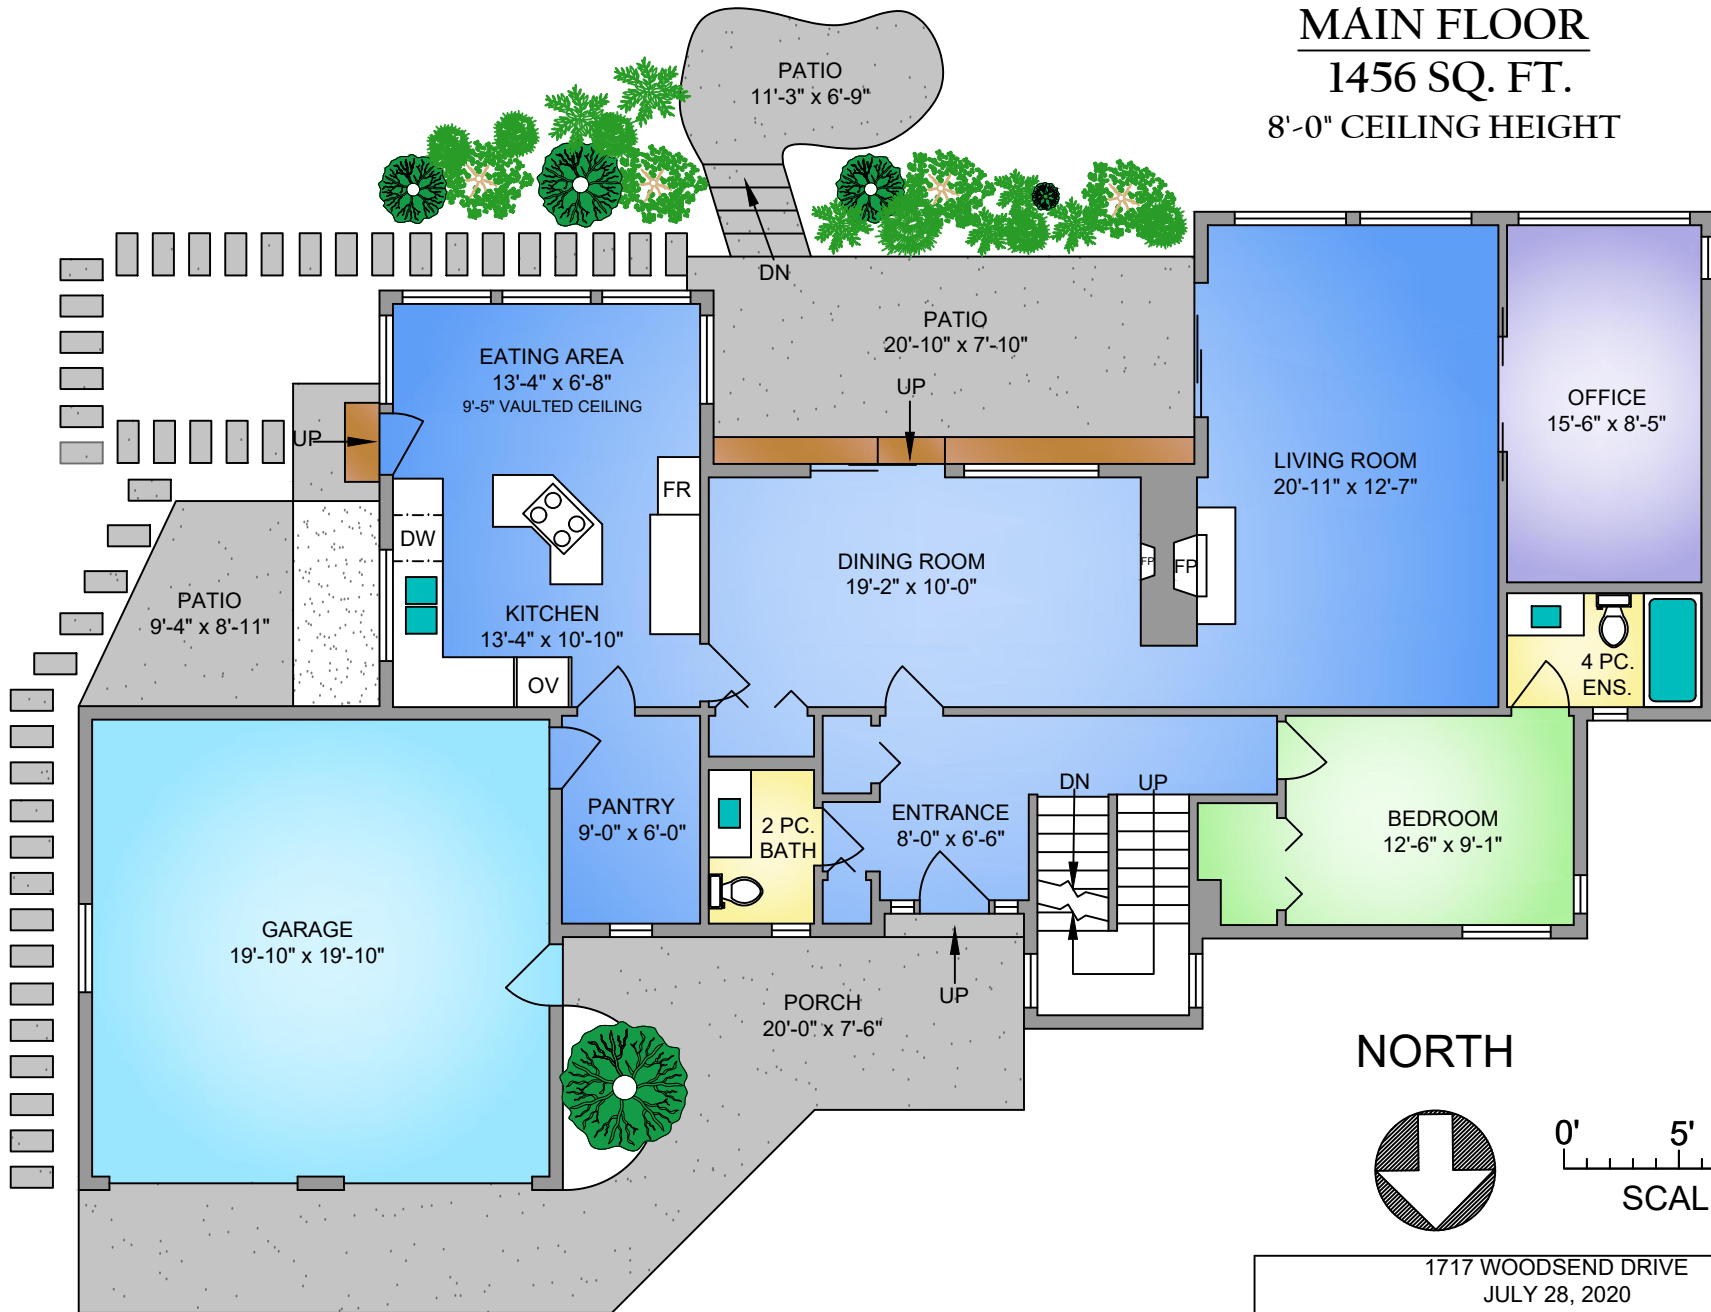 MAIN FLOOR
1456 SQ. FT.
8'-0" CEILING HEIGHT
PATIO
11'-3" x 6'-9"
DN
PATIO
20'-10" x 7'-10"
UP
EATING AREA
13'-4" x 6'-8"
9'-5" VAULTED CEILING
UP
OFFICE
15'-6" x 8'-5"
LIVING ROOM
20'-11" x 12'-7"
FR
DW
DINING ROOM
19'-2" x 10'-0"
FP
FP
PATIO
9'-4" x 8'-11"
KITCHEN
13'-4" x 10'-10"
OV
4 PC.
ENS.
PANTRY
9'-0" x 6'-0"
2 PC.
BATH
ENTRANCE
8'-0" x 6'-6"
DN
UP
BEDROOM
12'-6" x 9'-1"
GARAGE
19'-10" x 19'-10"
PORCH
20'-0" x 7'-6"
UP
NORTH
0' 5'
SCAL
1717 WOODSEND DRIVE
JULY 28, 2020